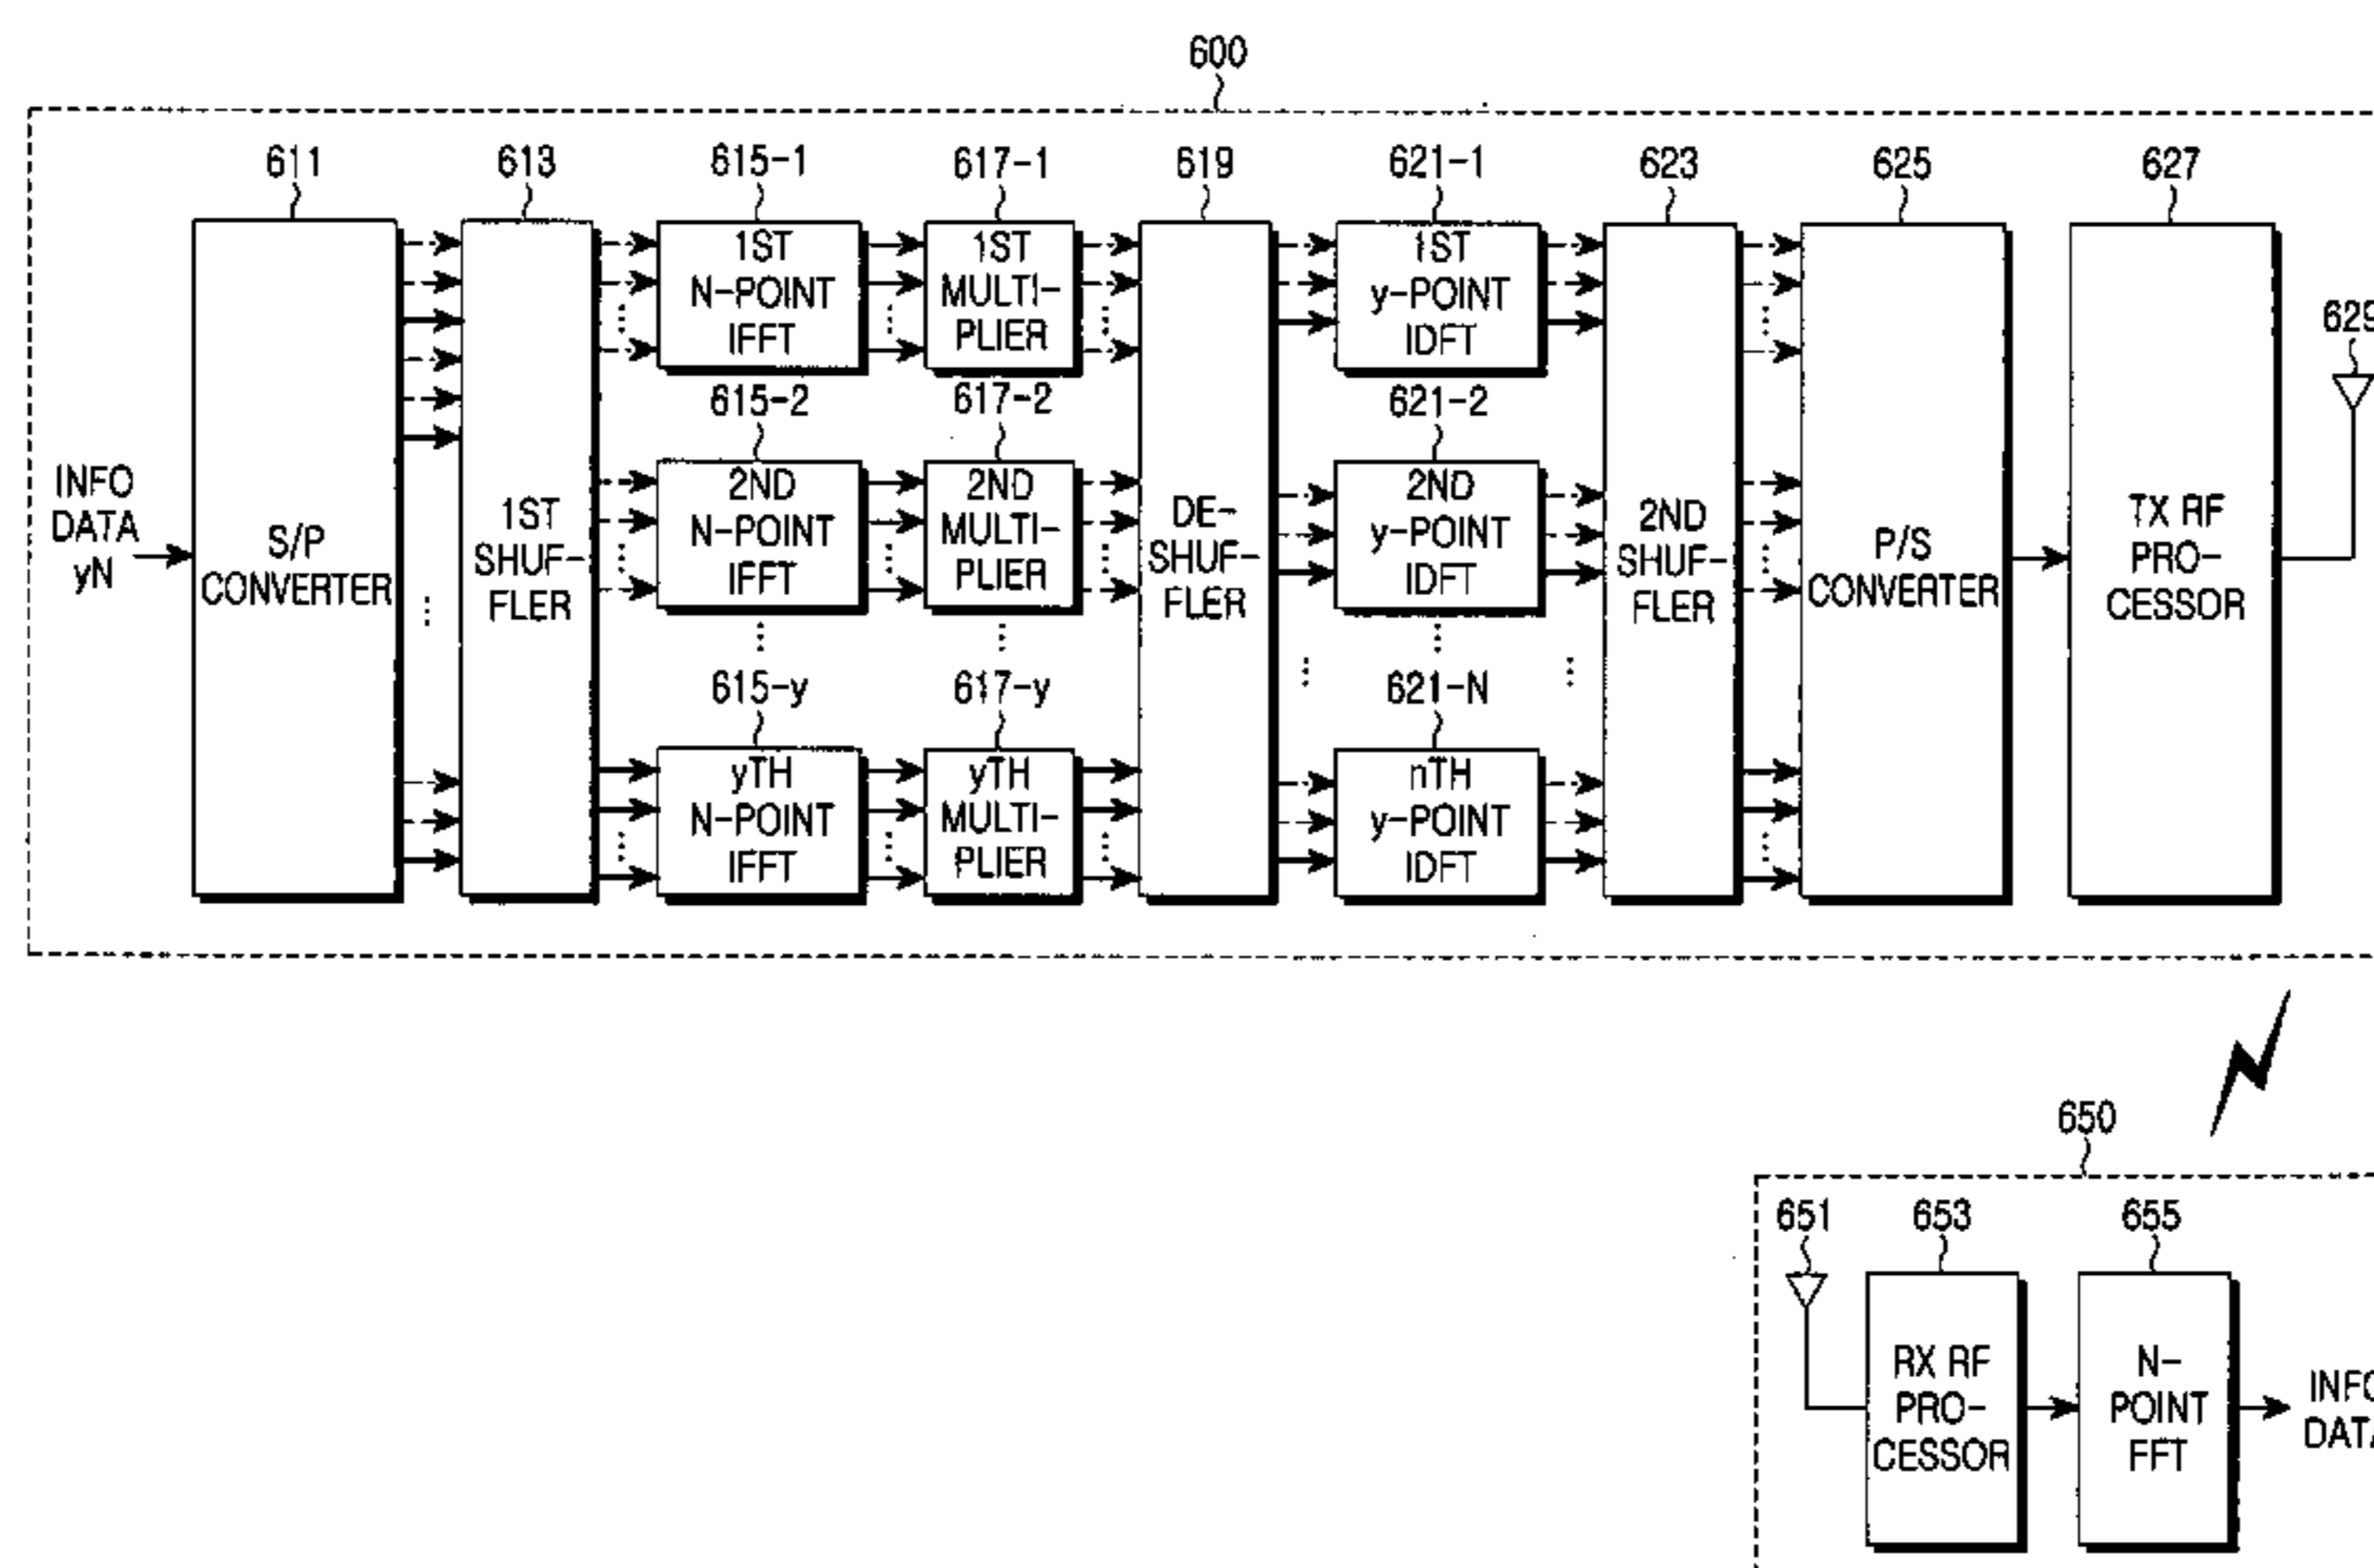 600
611
613
615-1
617-1
619
621-1
623
625
627
629
INFO
DATA
yN
S/P
CONVERTER
1ST
SHUF-
FLER
1ST
N-POINT
IFFT
1ST
MULTI-
PLIER
615-2
617-2
2ND
N-POINT
IFFT
2ND
MULTI-
PLIER
615-y
617-y
yTH
N-POINT
IFFT
yTH
MULTI-
PLIER
DE-
SHUF-
FLER
1ST
y-POINT
IDFT
621-2
2ND
y-POINT
IDFT
621-N
nTH
y-POINT
IDFT
2ND
SHUF-
FLER
P/S
CONVERTER
TX RF
PRO-
CESSOR
650
651
653
655
RX RF
PRO-
CESSOR
N-
POINT
FFT
INFO
DATA